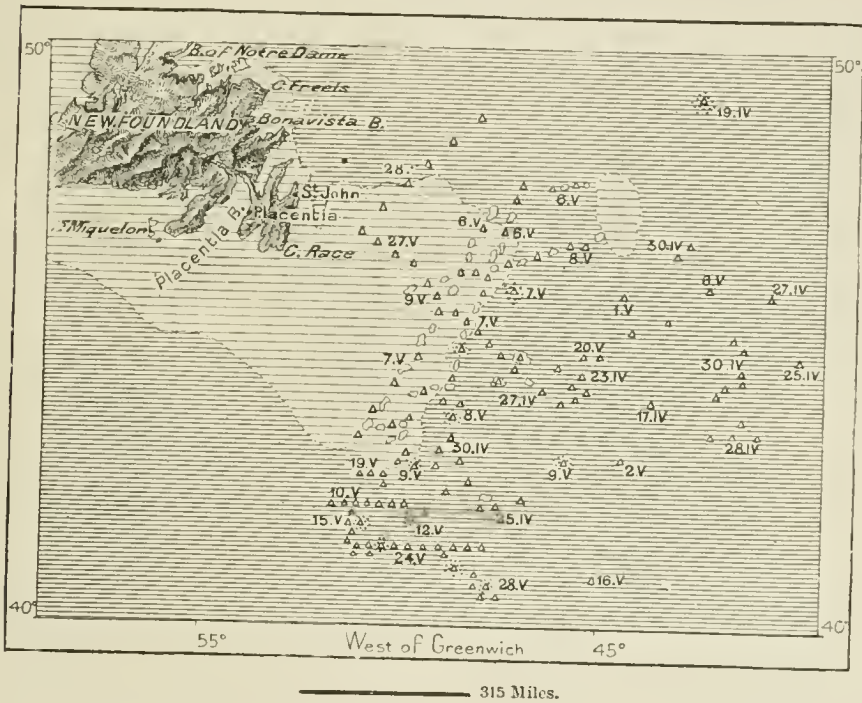 50°
50°
B. of Notre Dame
C. Freels
19.IV
NEWFOUNDLAND
Bonavista B.
28.
St John
6.V
Placentia
S. Miquelon
Placentia B.
6.V
6.V
27.V
C. Race
8.V
30.IV
9.V
7.V
6.V
27.IV
1.V
7.V
7.V
20.V
30.IV
25.IV
23.IV
27.IV
17.IV
8.V
30.IV
28.IV
19.V
9.V
9.V
2.V
10.V
15.V
12.V
25.IV
24.V
28.V
16.V
40°
40°
55°
West of Greenwich
45°
315 Miles.